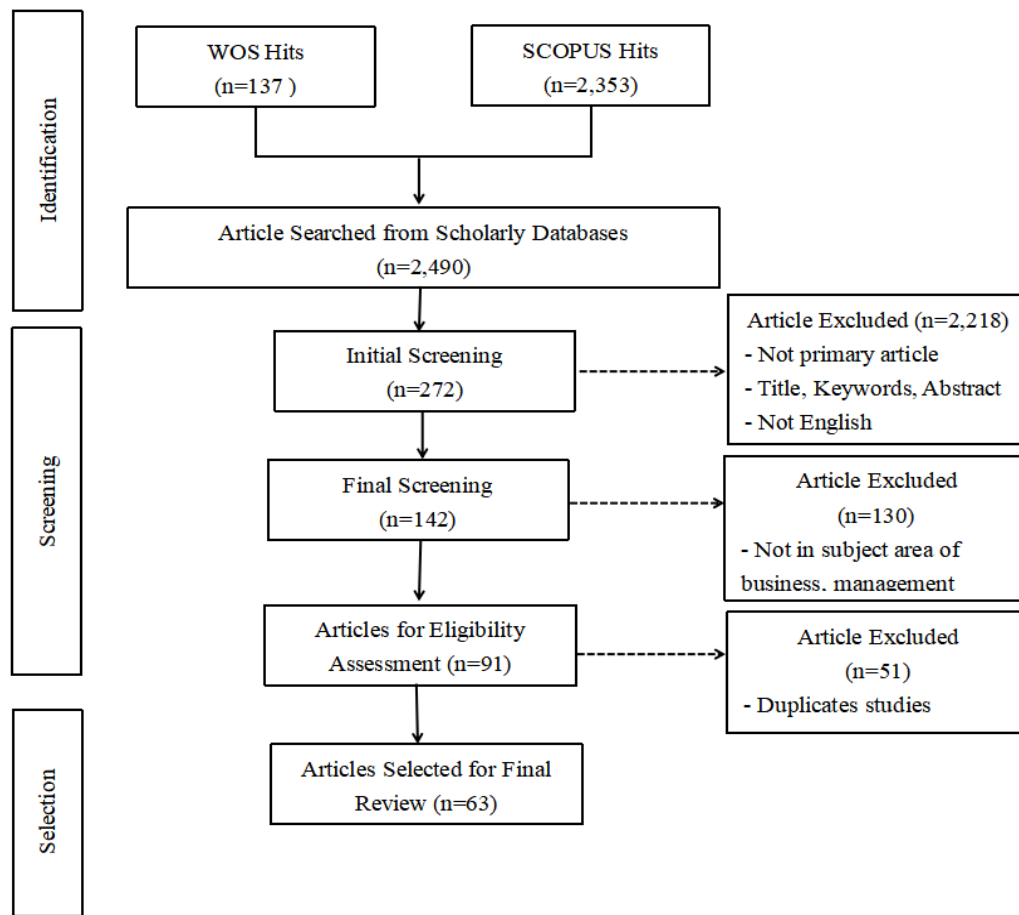 Identification
WOS Hits
(n=137 )
SCOPUS Hits
(n=2,353)
Article Searched from Scholarly Databases
(n=2,490)
Screening
Initial Screening
(n=272)
Article Excluded (n=2,218)
- Not primary article
- Title, Keywords, Abstract
- Not English
Final Screening
(n=142)
Article Excluded
(n=130)
- Not in subject area of
business, management
Articles for Eligibility
Assessment (n=91)
Article Excluded
(n=51)
- Duplicates studies
Selection
Articles Selected for Final
Review (n=63)